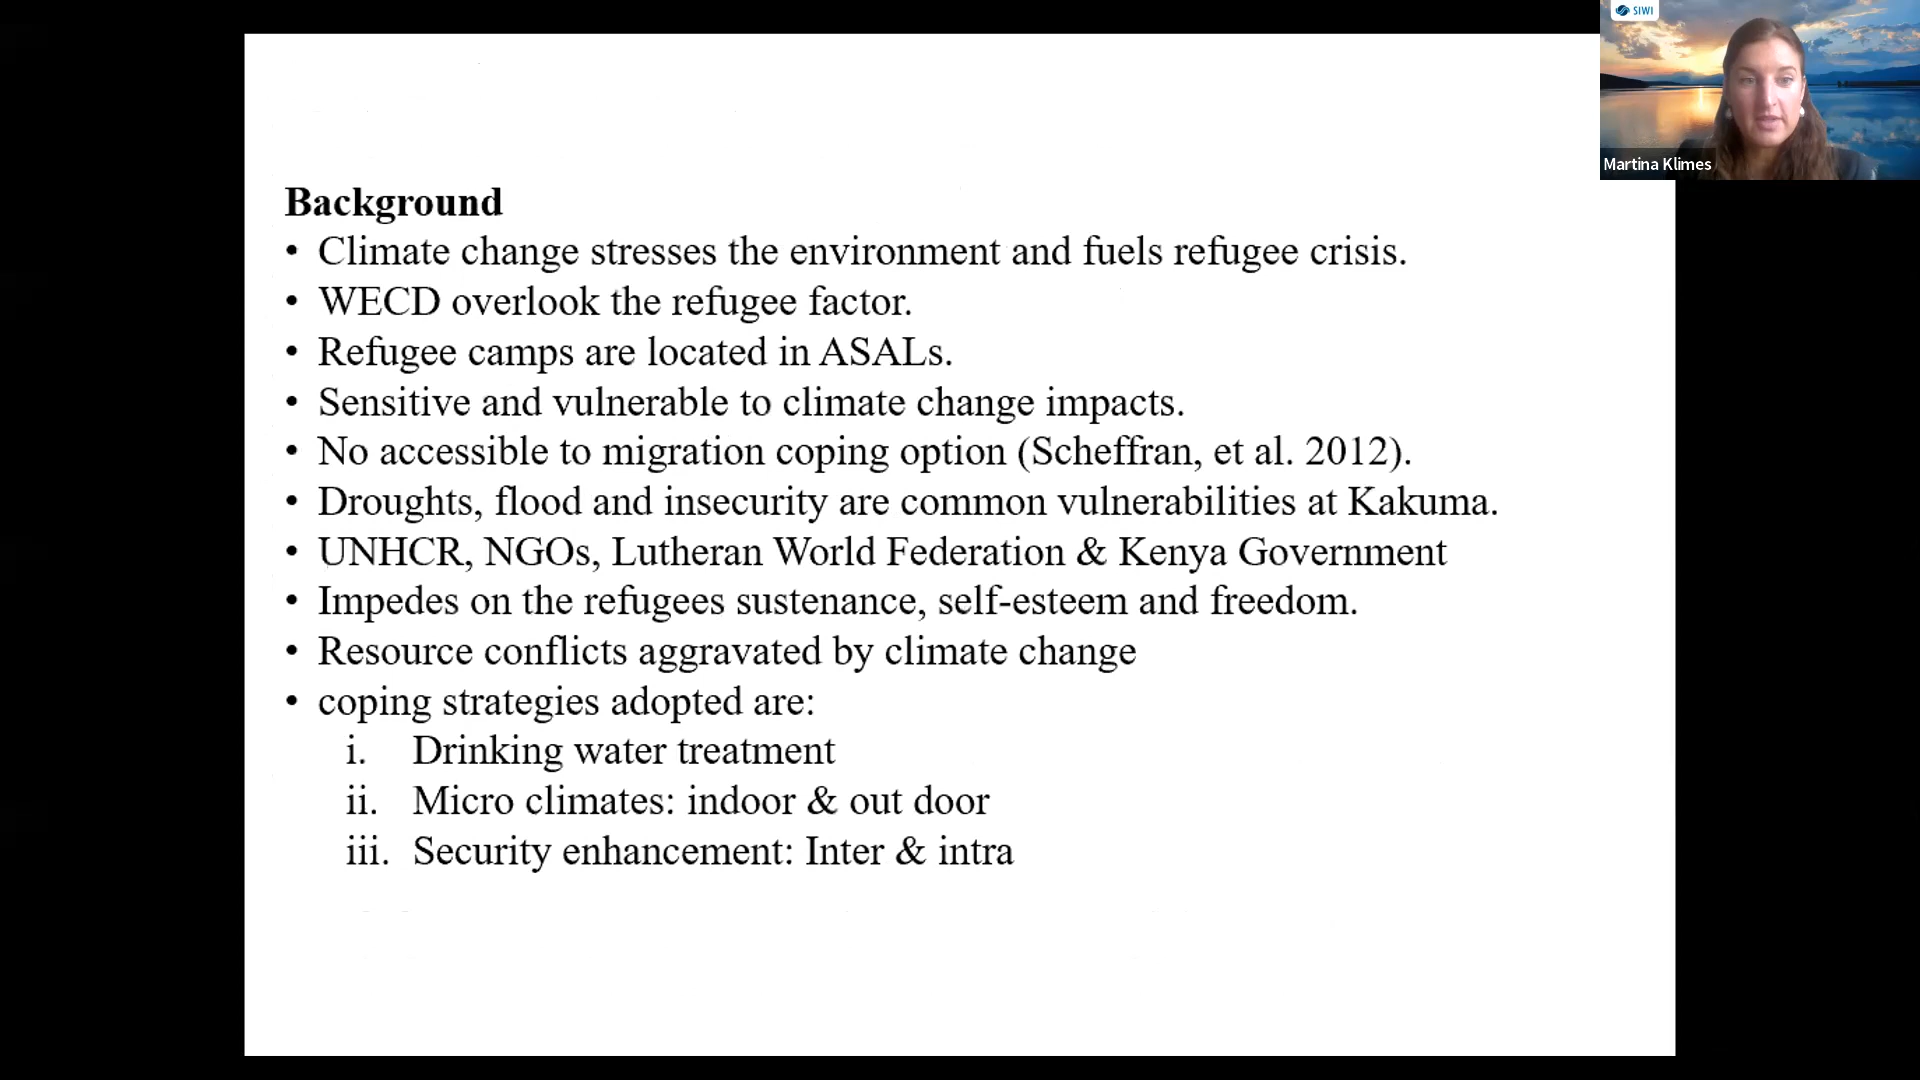 SIWI
Martina Klimes
Background
• Climate change stresses the environment and fuels refugee crisis.
• WECD overlook the refugee factor.
• Refugee camps are located in ASALs.
• Sensitive and vulnerable to climate change impacts.
• No accessible to migration coping option (Scheffran, et al. 2012).
• Droughts, flood and insecurity are common vulnerabilities at Kakuma.
• UNHCR, NGOs, Lutheran World Federation & Kenya Government
• Impedes on the refugees sustenance, self-esteem and freedom.
• Resource conflicts aggravated by climate change
• coping strategies adopted are:
i. Drinking water treatment
ii. Micro climates: indoor & out door
iii. Security enhancement: Inter & intra